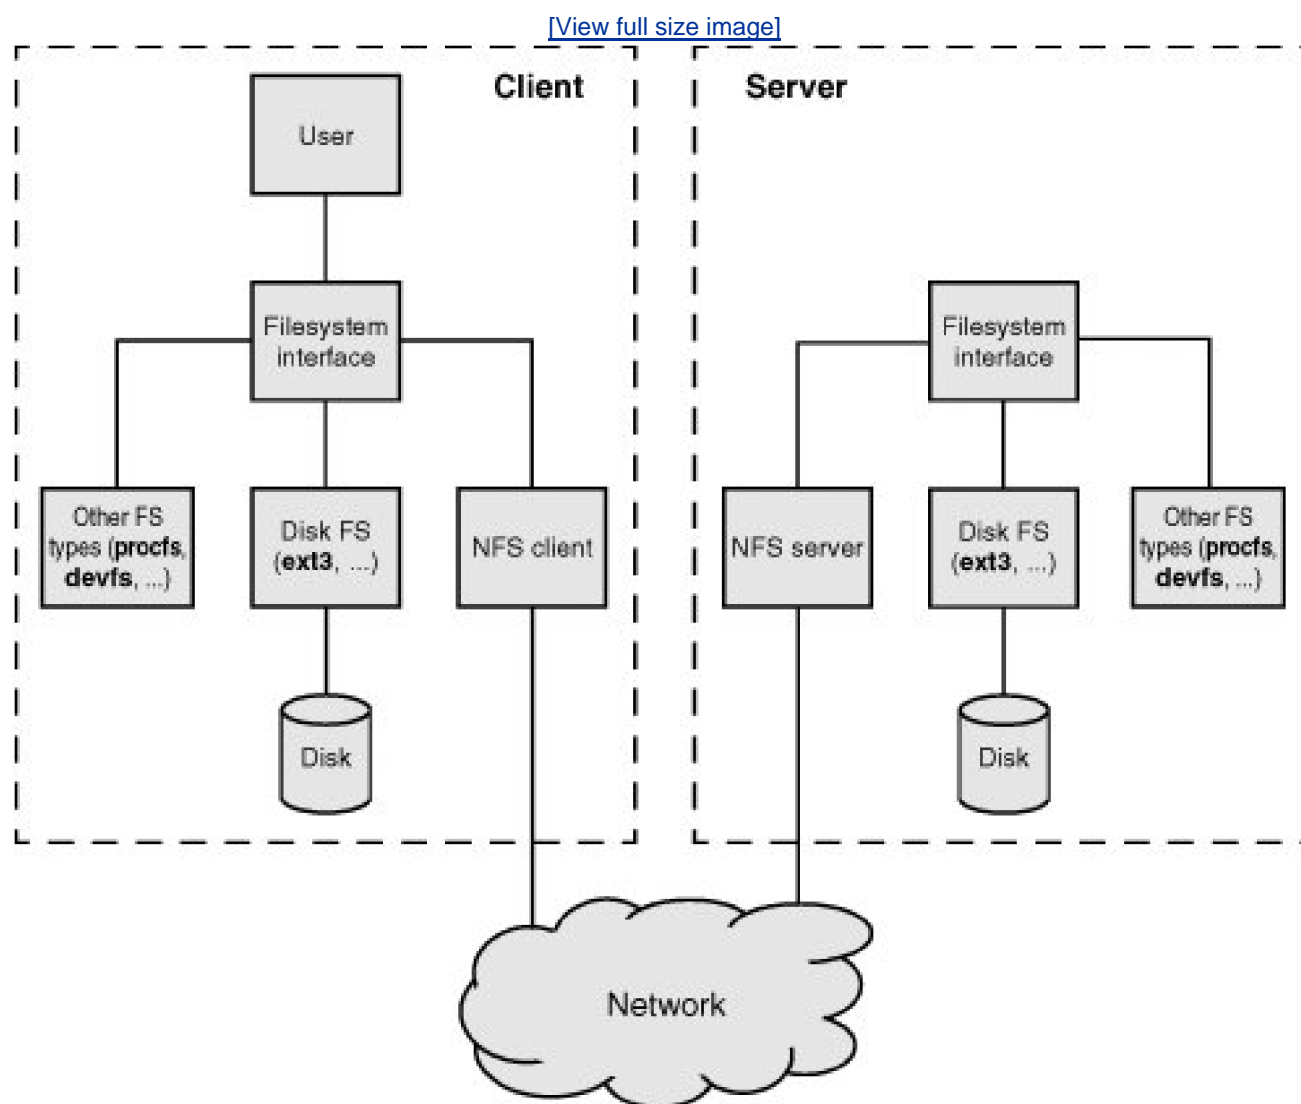 [View full size image]
Client
Server
User
Filesystem
interface
Filesystem
interface
Other FS
types (procfs,
devfs, ...)
Disk FS
(ext3, ...)
NFS client
NFS server
Disk FS
(ext3, ...)
Other FS
types (procfs,
devfs, ...)
Disk
Disk
Network